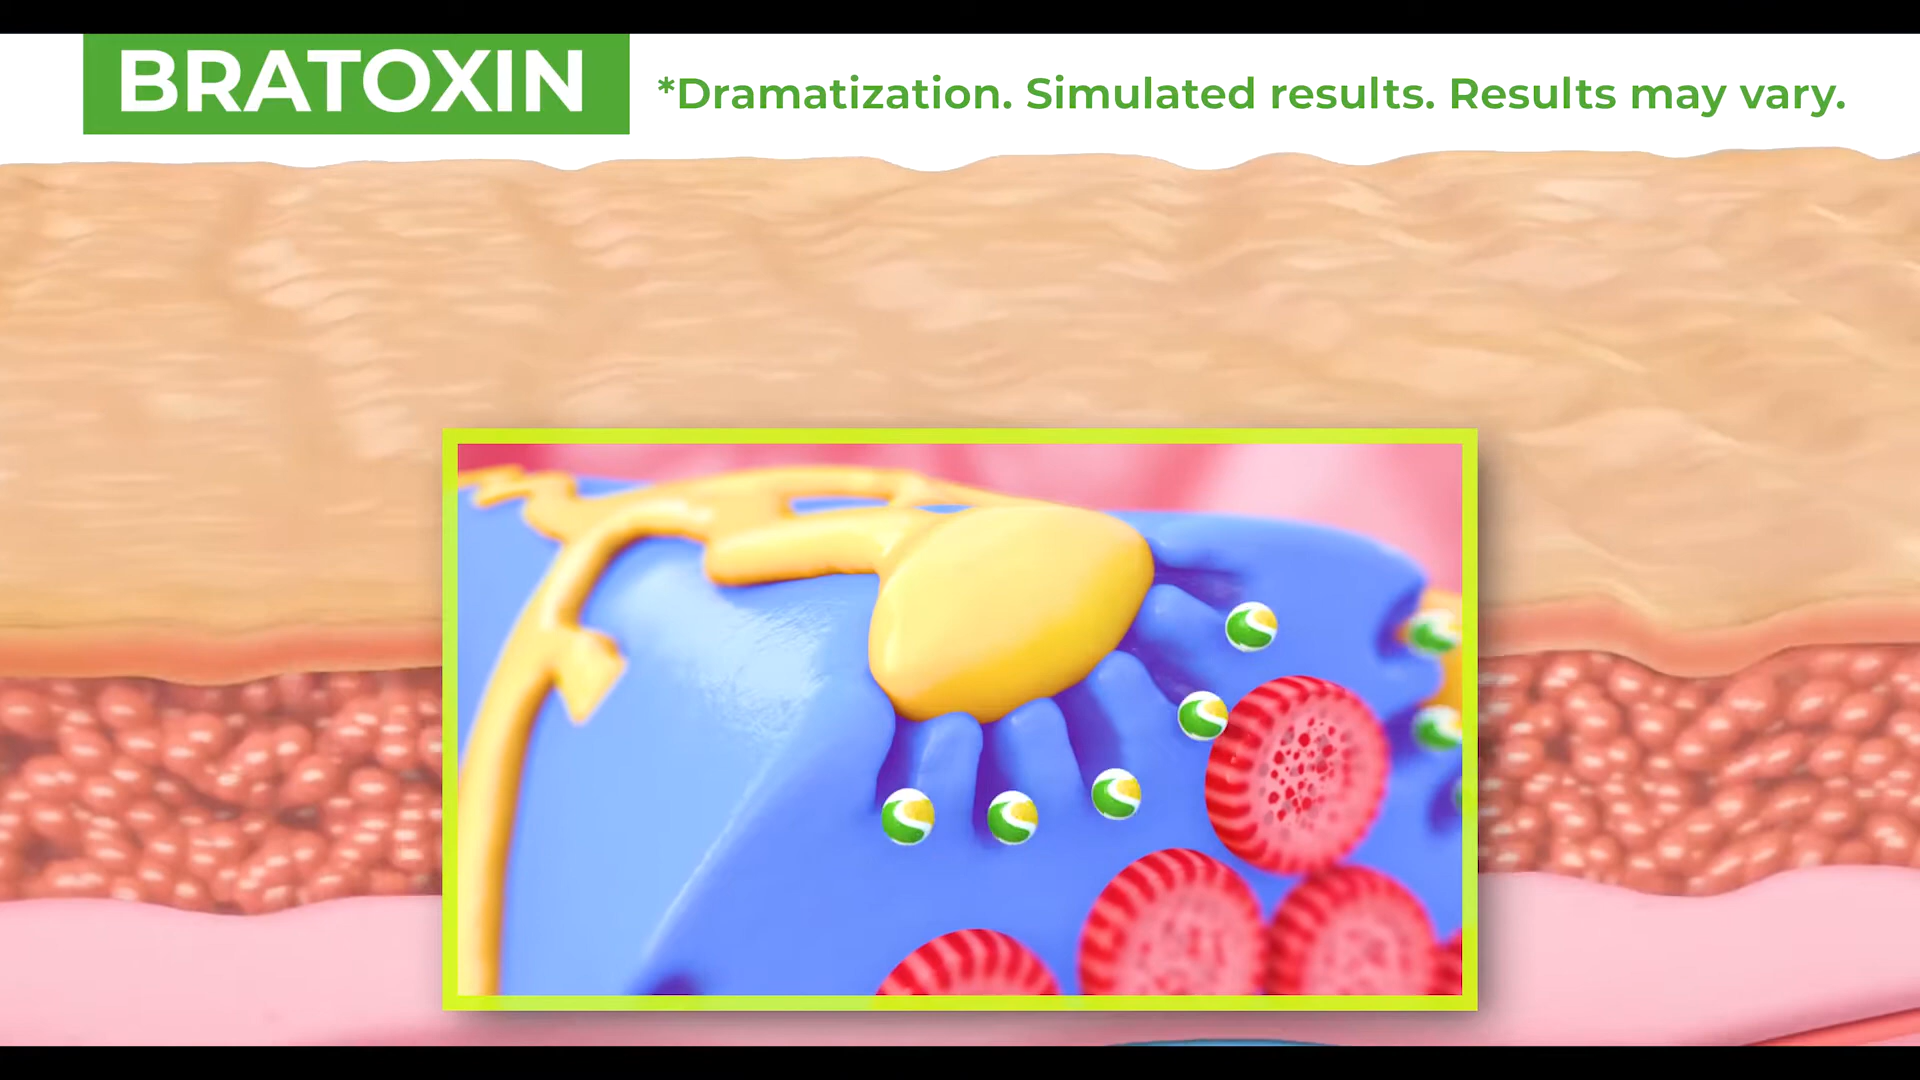 BRATOXIN
*Dramatization. Simulated results. Results may vary.